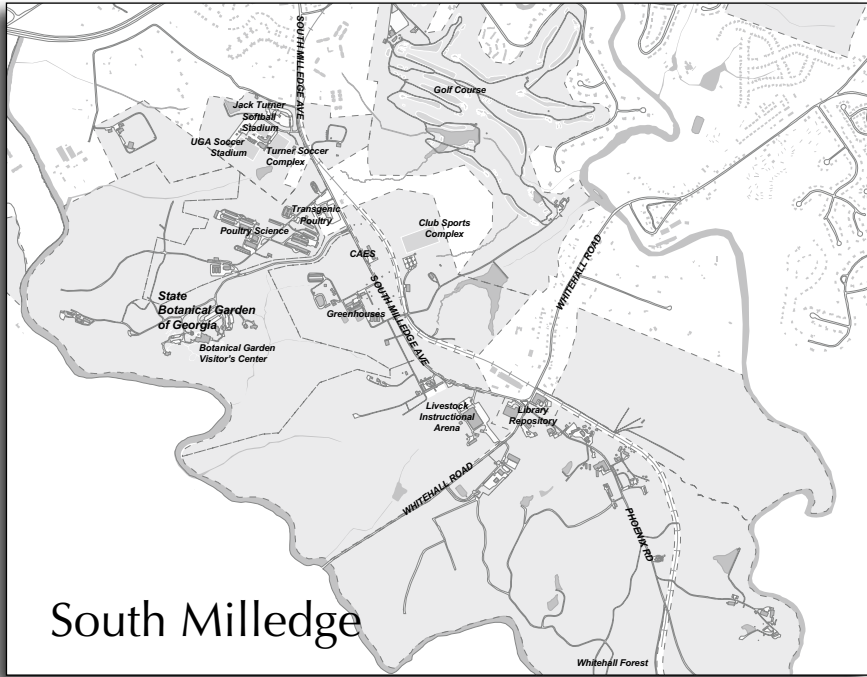 SOUTH MILLEDGE AVE
Golf Course
Jack Turner
Softball
Stadium
UGA Soccer
Stadium
Turner Soccer
Complex
Transgenic
Poultry
Poultry Science
Club Sports
Complex
CAES
WHITEHALL ROAD
State
Botanical Garden
of Georgia
SOUTH MILLEDGE AVE
Greenhouses
Botanical Garden
Visitor's Center
Livestock
Instructional
Arena
Library
Repository
WHITEHALL ROAD
PHOENIX RD
South Milledge
Whitehall Forest